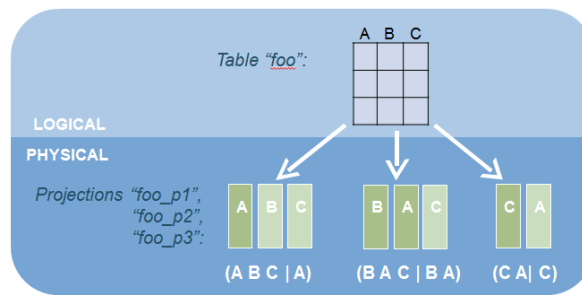 A B C
Table “foo”:
LOGICAL
PHYSICAL
Projections “foo_p1”,
“foo_p2”,
“foo_p3”:
A B C
B A C
C A
(A B C | A)
(B A C | B A)
(C A| C)